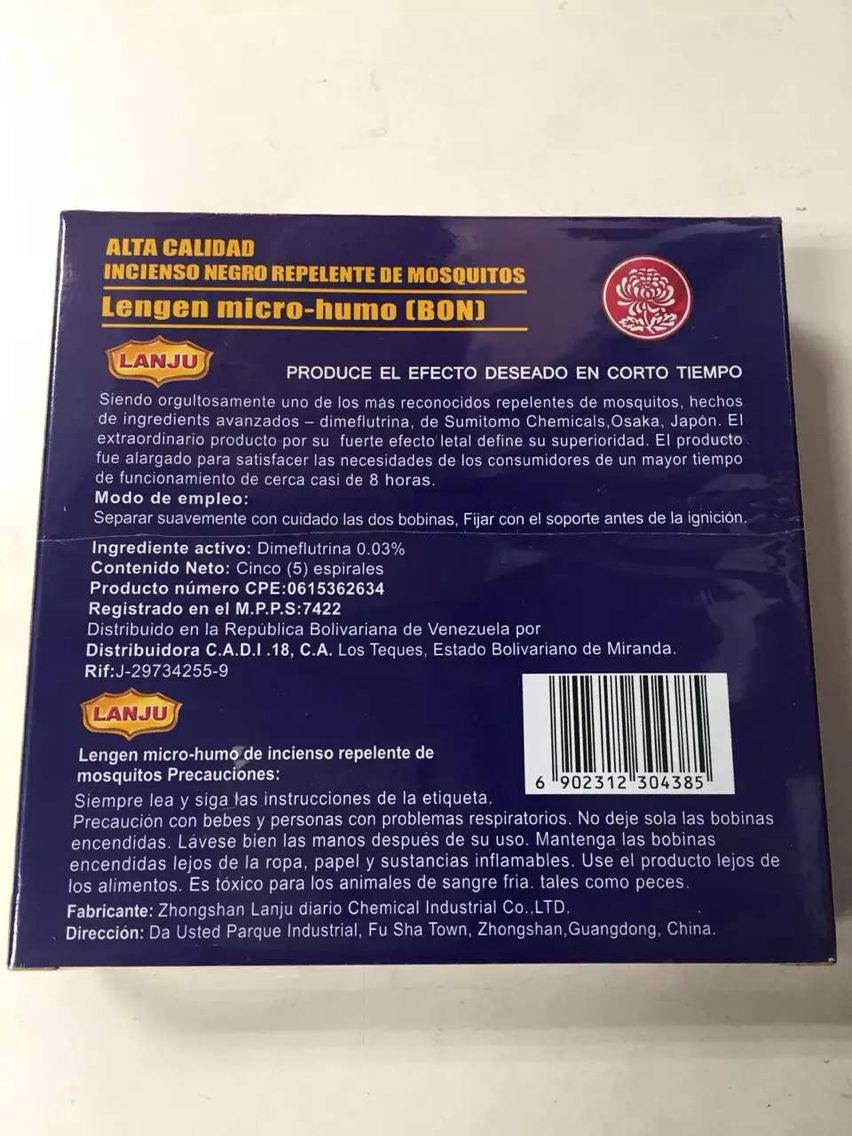 ALTA CALIDAD
INCIENSO NEGRO REPELENTE DE MOSQUITOS
Lengen micro-humo (BON)
LANJU
PRODUCE EL EFECTO DESEADO EN CORTO TIEMPO
Siendo orgultosamente uno de los más reconocidos repelentes de mosquitos, hechos
de ingredients avanzados – dimeflutrina, de Sumitomo Chemicals,Osaka, Japón. El
extraordinario producto por su fuerte efecto letal define su superioridad. El producto
fue alargado para satisfacer las necesidades de los consumidores de un mayor tiempo
de funcionamiento de cerca casi de 8 horas.
Modo de empleo:
Separar suavemente con cuidado las dos bobinas, Fijar con el soporte antes de la ignición.
Ingrediente activo: Dimeflutrina 0.03%
Contenido Neto: Cinco (5) espirales
Producto número CPE:0615362634
Registrado en el M.P.P.S:7422
Distribuido en la República Bolivariana de Venezuela por
Distribuidora C.A.D.I .18, C.A. Los Teques, Estado Bolivariano de Miranda.
Rif:J-29734255-9
LANJU
6 902312 304385
Lengen micro-humo de incienso repelente de
mosquitos Precauciones:
Siempre lea y siga las instrucciones de la etiqueta.
Precaución con bebes y personas con problemas respiratorios. No deje sola las bobinas
encendidas. Lávese bien las manos después de su uso. Mantenga las bobinas
encendidas lejos de la ropa, papel y sustancias inflamables. Use el producto lejos de
los alimentos. Es tóxico para los animales de sangre fria. tales como peces.
Fabricante: Zhongshan Lanju diario Chemical Industrial Co.,LTD.
Dirección: Da Usted Parque Industrial, Fu Sha Town, Zhongshan,Guangdong, China.